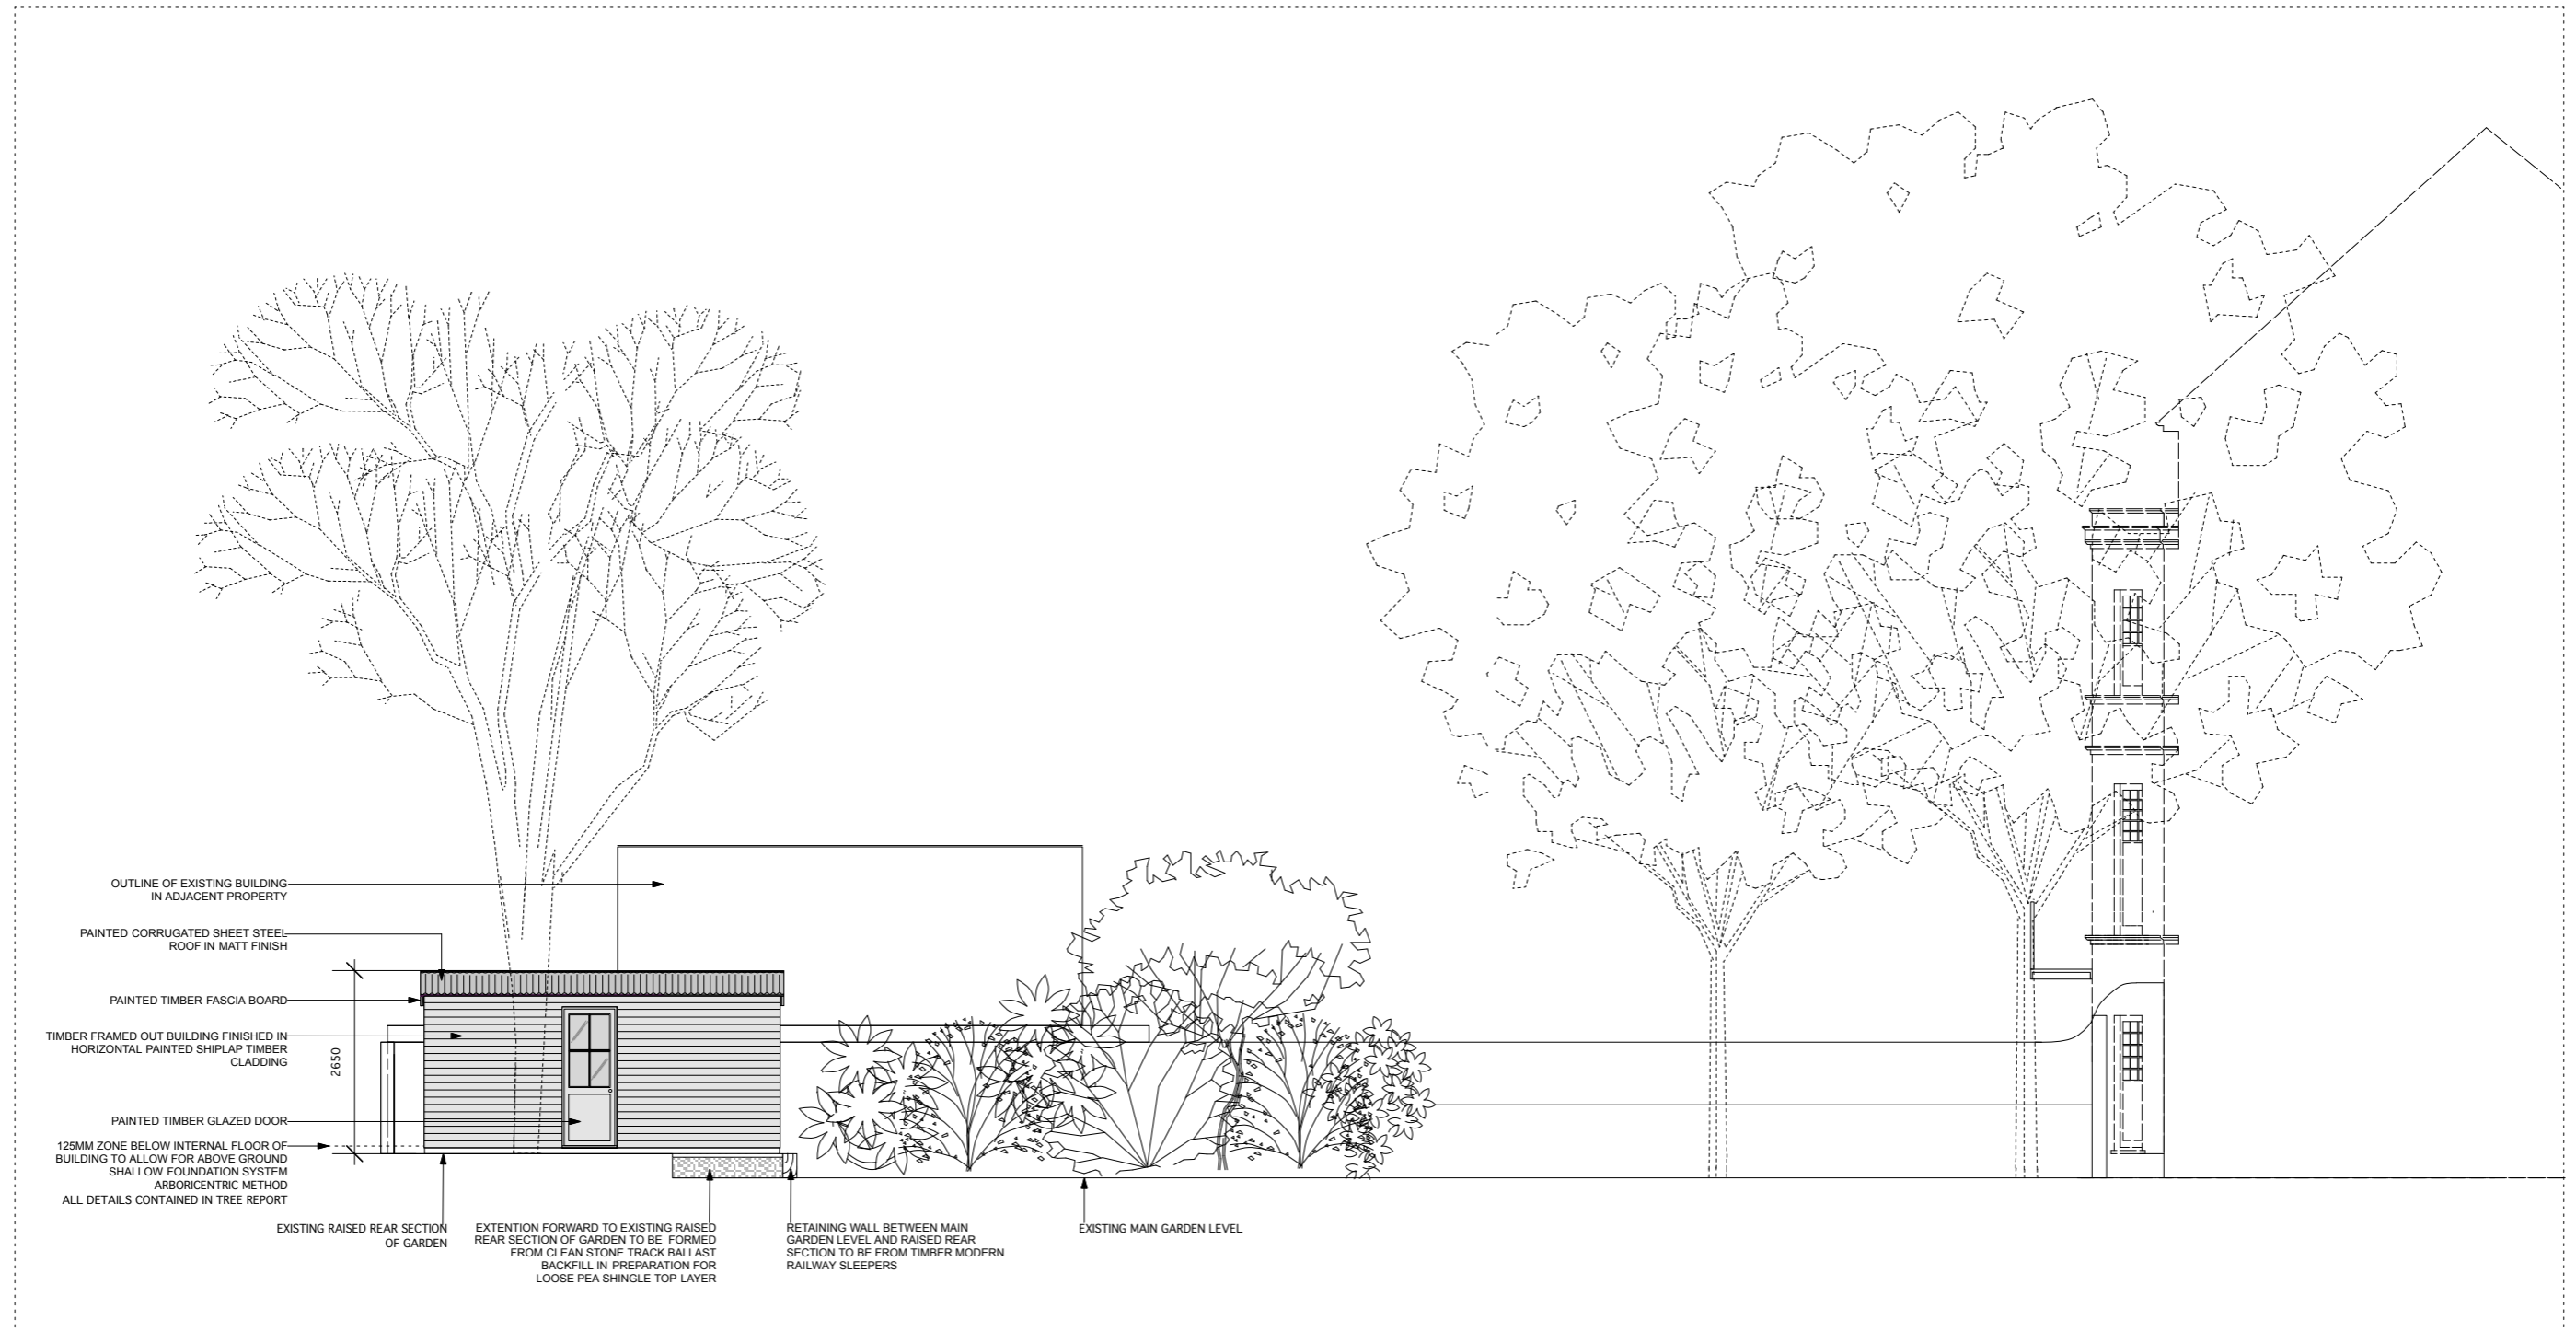 OUTLINE OF EXISTING BUILDING
IN ADJACENT PROPERTY
PAINTED CORRUGATED SHEET STEEL
ROOF IN MATT FINISH
PAINTED TIMBER FASCIA BOARD
TIMBER FRAMED OUT BUILDING FINISHED IN
HORIZONTAL PAINTED SHIPLAP TIMBER
CLADDING
2650
PAINTED TIMBER GLAZED DOOR
125MM ZONE BELOW INTERNAL FLOOR OF
BUILDING TO ALLOW FOR ABOVE GROUND
SHALLOW FOUNDATION SYSTEM
ARBORICENTRIC METHOD
ALL DETAILS CONTAINED IN TREE REPORT
EXISTING RAISED REAR SECTION
OF GARDEN
EXTENTION FORWARD TO EXISTING RAISED
REAR SECTION OF GARDEN TO BE FORMED
FROM CLEAN STONE TRACK BALLAST
BACKFILL IN PREPARATION FOR
LOOSE PEA SHINGLE TOP LAYER
RETAINING WALL BETWEEN MAIN
GARDEN LEVEL AND RAISED REAR
SECTION TO BE FROM TIMBER MODERN
RAILWAY SLEEPERS
EXISTING MAIN GARDEN LEVEL